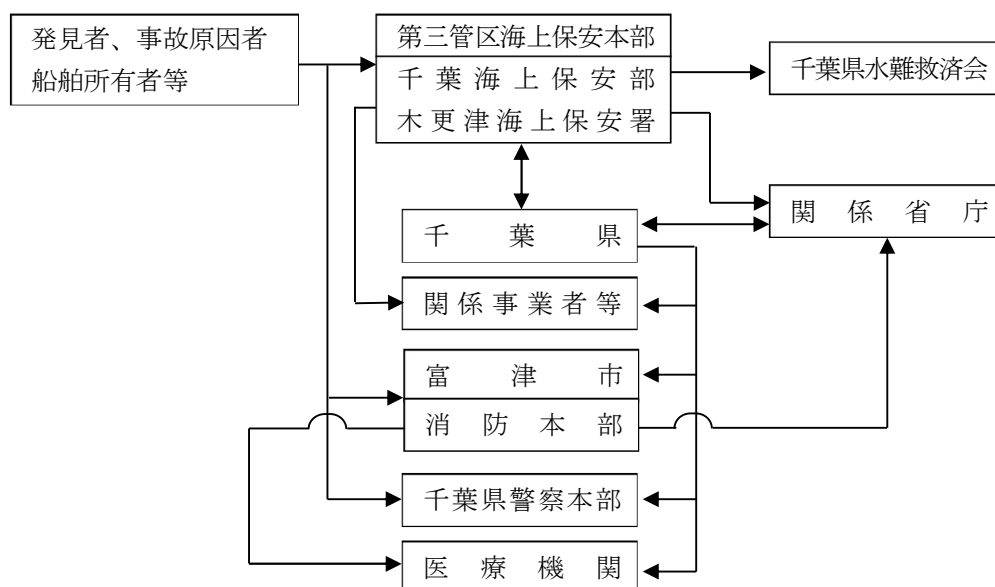 発見者、事故原因者
船舶所有者等
第三管区海上保安本部
千葉海上保安部
木更津海上保安署
千葉県水難救済会
関係省庁
千葉県
関係事業者等
富津市
消防本部
千葉県警察本部
医療機関